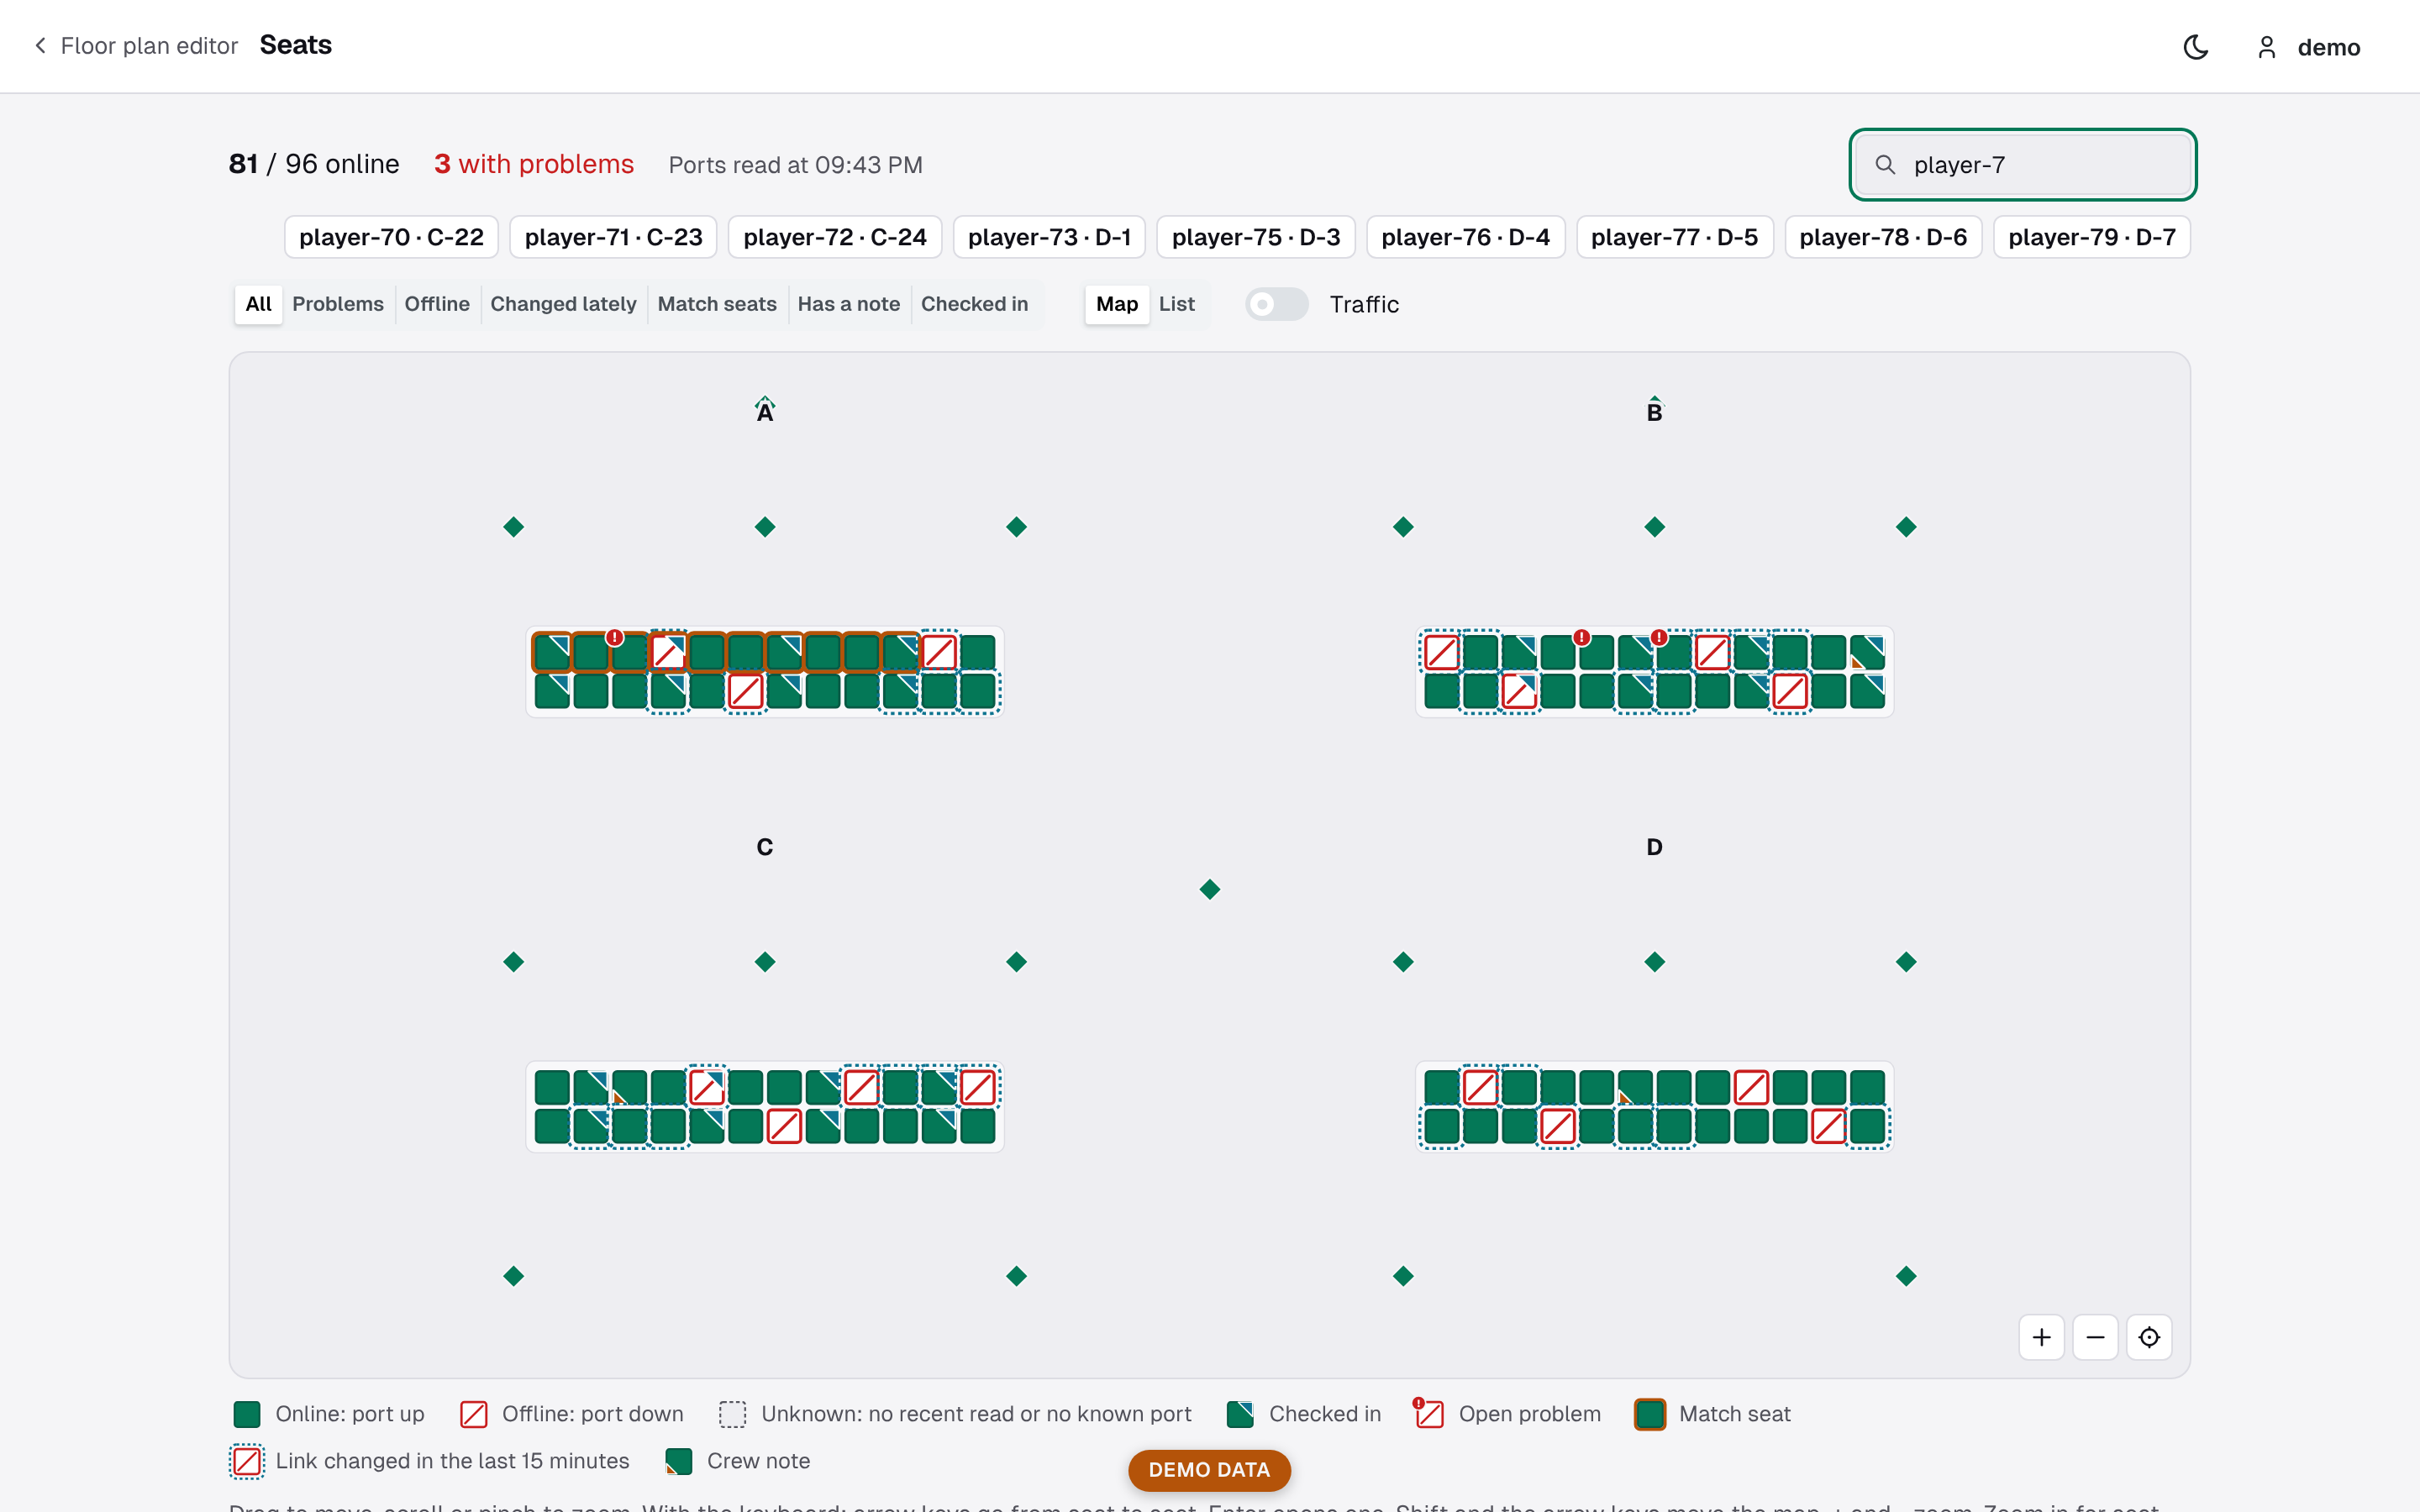 Floor plan editor Seats demo
81 / 96 online 3 with problems Ports read at 09:43 PM player-7
player-70 · C-22 player-71 · C-23 player-72 · C-24 player-73 · D-1 player-75 · D-3 player-76 · D-4 player-77 · D-5 player-78 · D-6 player-79 · D-7
All Problems Offline Changed lately Match seats Has a note Checked in Map List Traffic
A B
C D
Online: port up Offline: port down Unknown: no recent read or no known port Checked in Open problem Match seat
Link changed in the last 15 minutes Crew note
DEMO DATA